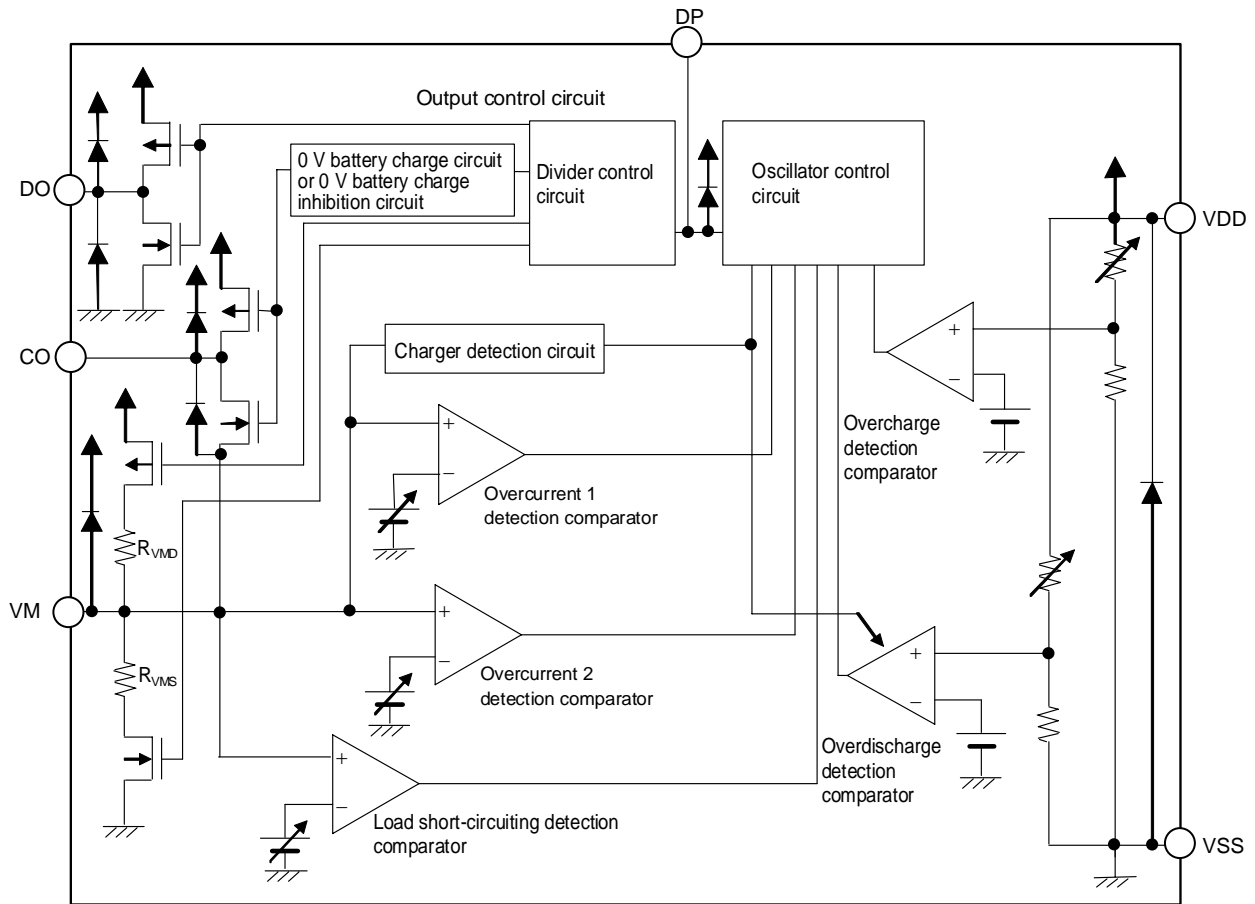 DP
Output control circuit
0 V battery charge circuit
or 0 V battery charge
inhibition circuit
Divider control
circuit
Oscillator control
circuit
DO
VDD
CO
Charger detection circuit
+
−
Overcharge
detection
comparator
+
−
Overcurrent 1
detection comparator
RVMD
VM
+
−
Overcurrent 2
detection comparator
RVMS
+
−
Overdischarge
detection
comparator
+
−
Load short-circuiting detection
comparator
VSS